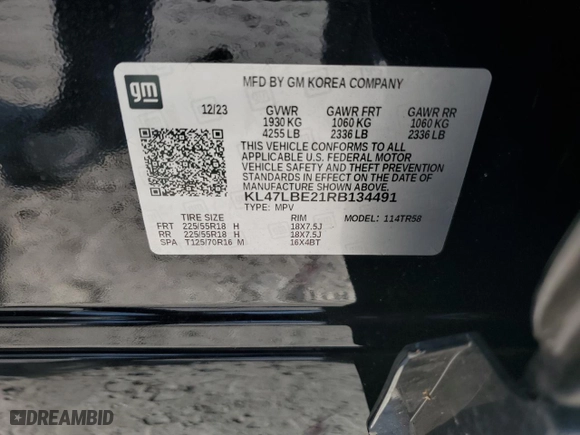 gm
MFD BY GM KOREA COMPANY
12/23 GVWR GAWR FRT GAWR RR
1930 KG 1060 KG 1060 KG
4255 LB 2336 LB 2336 LB
THIS VEHICLE CONFORMS TO ALL
APPLICABLE U.S. FEDERAL MOTOR
VEHICLE SAFETY AND THEFT PREVENTION
STANDARDS IN EFFECT ON THE DATE OF
MANUFACTURE SHOWN ABOVE
KL47LBE21RB134491
TYPE: MPV
TIRE SIZE RIM MODEL: 114TR58
FRT 225/55R18 H 18X7.5J
RR 225/55R18 H 18X7.5J
SPA T125/70R16 M 16X4BT
DREAMBID